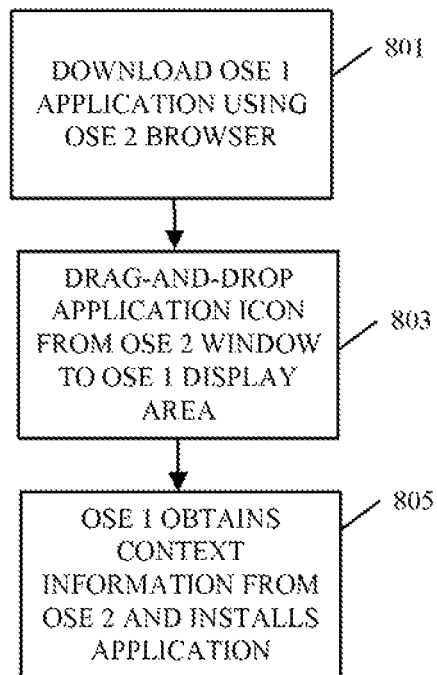 DOWNLOAD OSE 1
APPLICATION USING
OSE 2 BROWSER
801
DRAG-AND-DROP
APPLICATION ICON
FROM OSE 2 WINDOW
TO OSE 1 DISPLAY
AREA
803
OSE 1 OBTAINS
CONTEXT
INFORMATION FROM
OSE 2 AND INSTALLS
APPLICATION
805